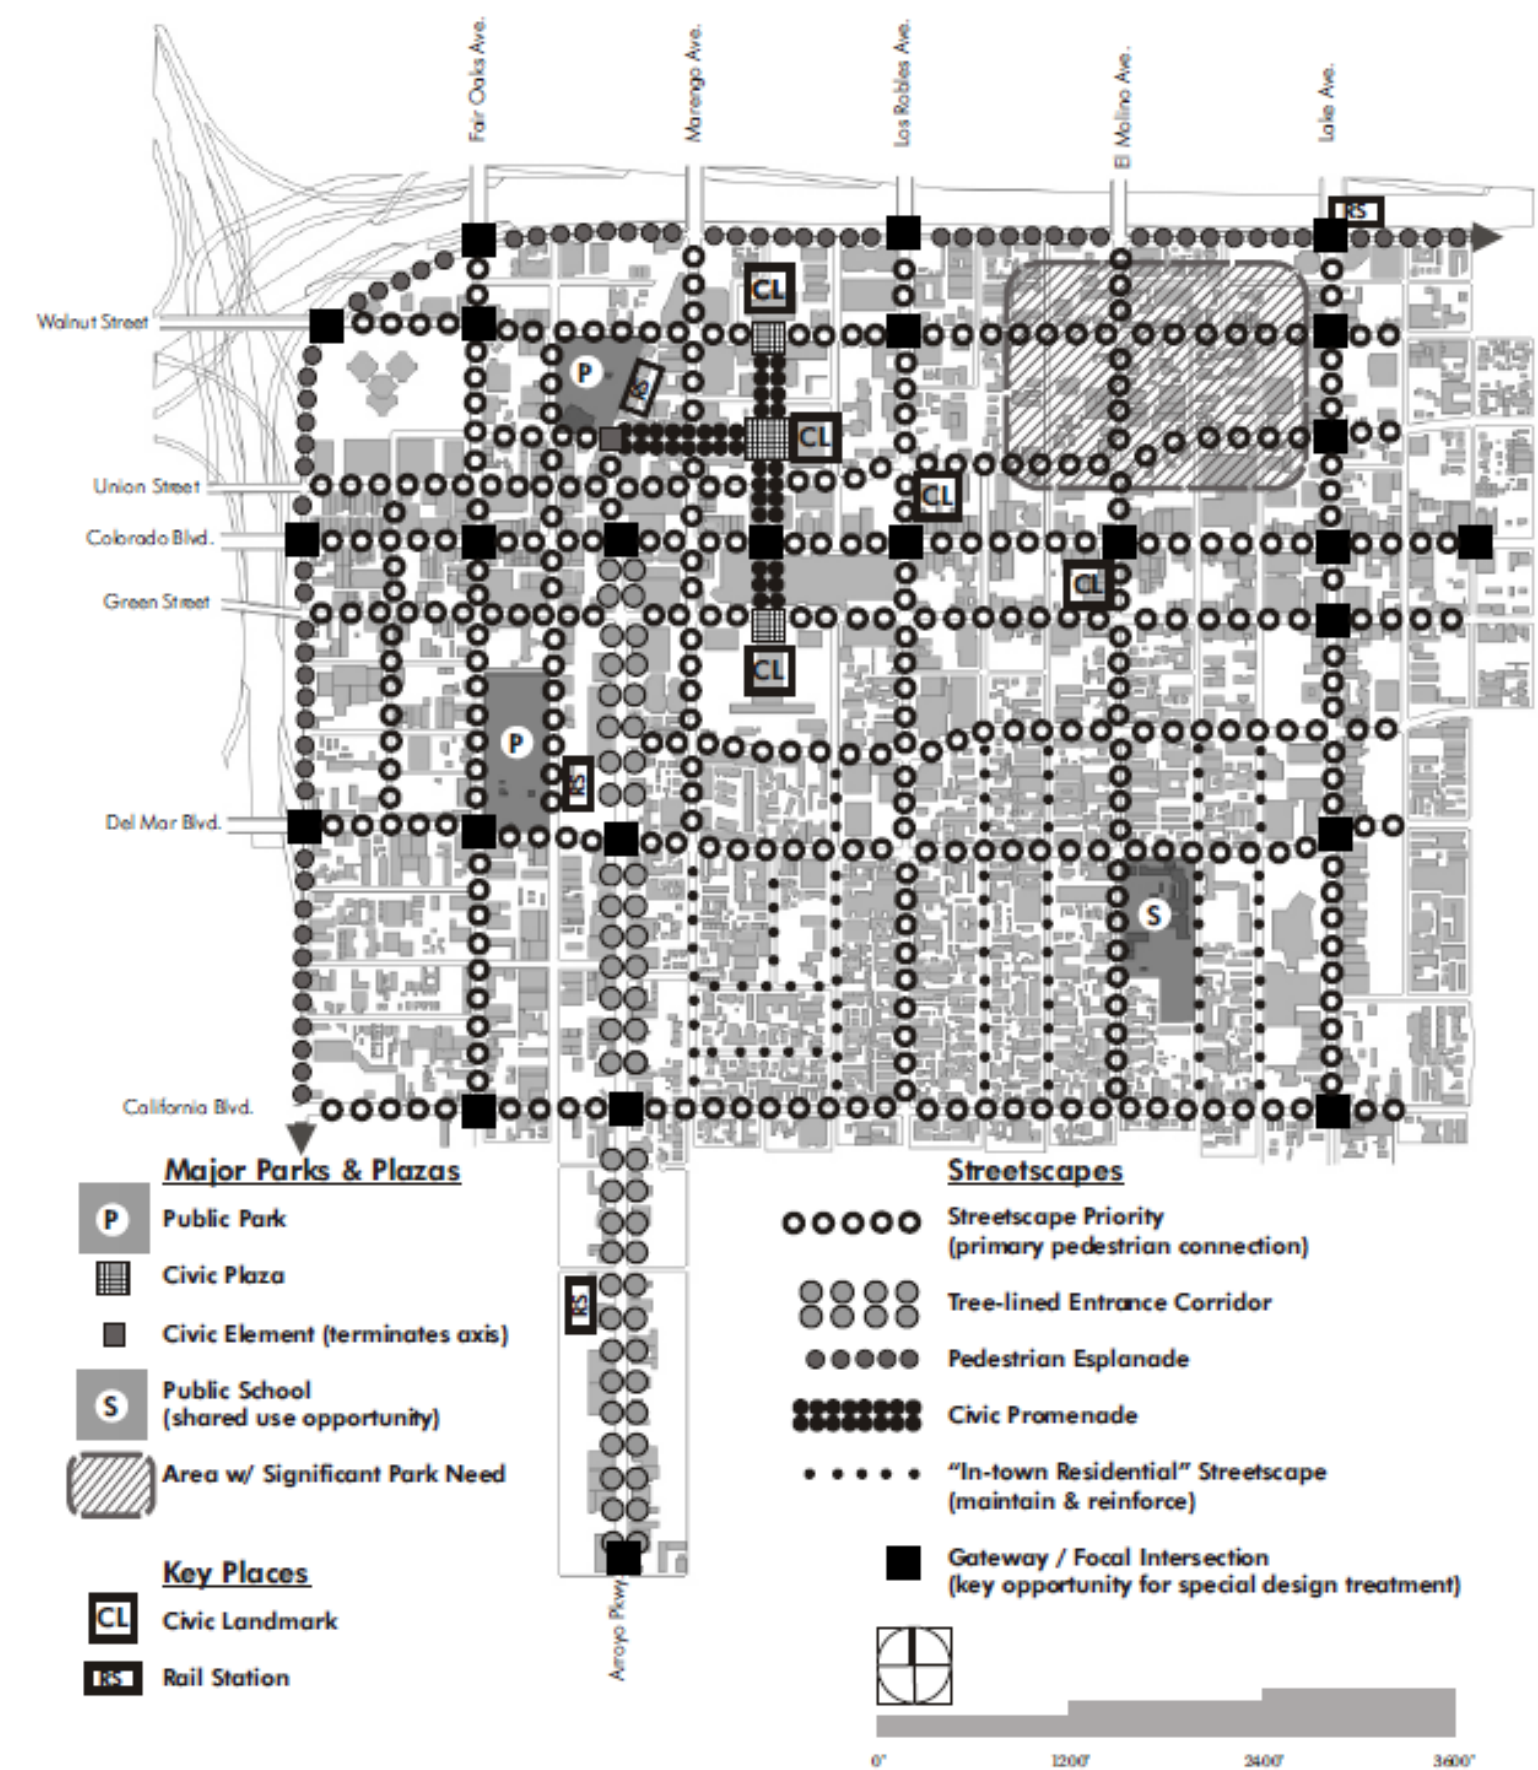 Fair Oaks Ave.
Marengo Ave.
Los Robles Ave.
El Molino Ave.
Lake Ave.
RS
CL
Walnut Street
P
RS
CL
CL
Union Street
Colorado Blvd.
CL
Green Street
CL
P
RS
Del Mar Blvd.
S
California Blvd.
RS
Arroyo Pkwy.
Major Parks & Plazas
P
Public Park
Civic Plaza
Civic Element (terminates axis)
S
Public School
(shared use opportunity)
Area w/ Significant Park Need
Key Places
CL
Civic Landmark
RS
Rail Station
Streetscapes
Streetscape Priority
(primary pedestrian connection)
Tree-lined Entrance Corridor
Pedestrian Esplanade
Civic Promenade
“In-town Residential” Streetscape
(maintain & reinforce)
Gateway / Focal Intersection
(key opportunity for special design treatment)
0" 1200' 2400' 3600"